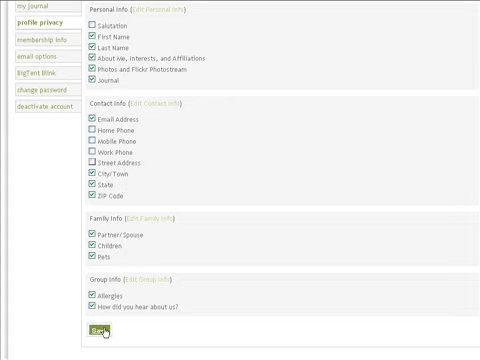 my journal
profile privacy
membership info
email options
BigTent Blink
change password
deactivate account
Personal Info (Edit Personal Info)
Salutation
First Name
Last Name
About Me, Interests, and Affiliations
Photos and Flickr Photostream
Journal
Contact Info (Edit Contact Info)
Email Address
Home Phone
Mobile Phone
Work Phone
Street Address
City/Town
State
ZIP Code
Family Info (Edit Family Info)
Partner/Spouse
Children
Pets
Group Info (Edit Group Info)
Allergies
How did you hear about us?